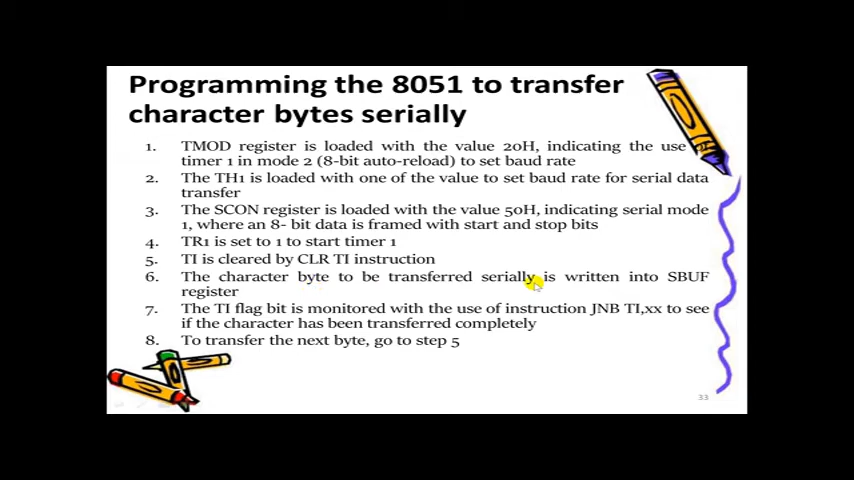 Programming the 8051 to transfer
character bytes serially
1. TMOD register is loaded with the value 20H, indicating the use of
timer 1 in mode 2 (8-bit auto-reload) to set baud rate
2. The TH1 is loaded with one of the value to set baud rate for serial data
transfer
3. The SCON register is loaded with the value 50H, indicating serial mode
1, where an 8- bit data is framed with start and stop bits
4. TR1 is set to 1 to start timer 1
5. TI is cleared by CLR TI instruction
6. The character byte to be transferred serially is written into SBUF
register
7. The TI flag bit is monitored with the use of instruction JNB TI,xx to see
if the character has been transferred completely
8. To transfer the next byte, go to step 5
33